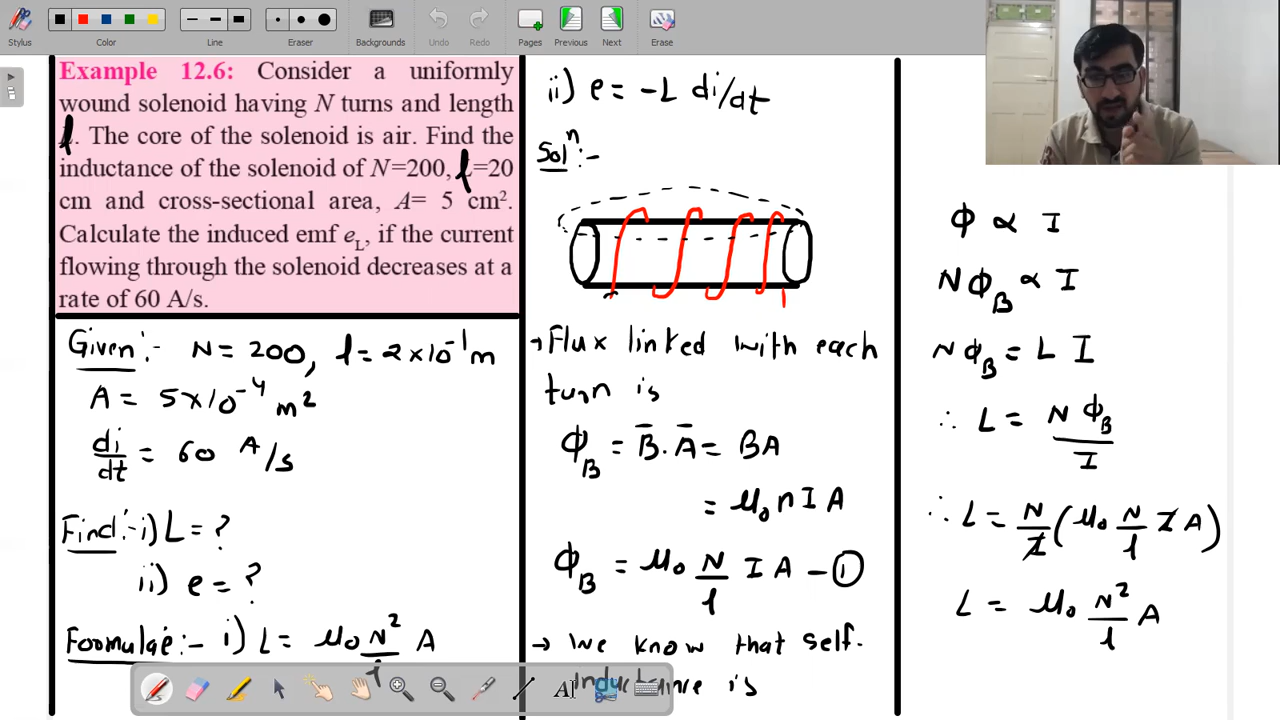 Stylus
Color
Line
Eraser
Backgrounds
Undo
Redo
Pages
Previous
Next
Erase
Example 12.6: Consider a uniformly
wound solenoid having N turns and length
l. The core of the solenoid is air. Find the
inductance of the solenoid of N=200, l=20
cm and cross-sectional area, A= 5 cm².
Calculate the induced emf e_L, if the current
flowing through the solenoid decreases at a
rate of 60 A/s.
Given:- N = 200, l = 2×10⁻¹ m
A = 5×10⁻⁴ m²
di/dt = 60 A/s
Find:- i) L = ?
ii) e = ?
Formulae:- i) L = μ₀ N²/l A
ii) e = -L di/dt
Solⁿ:-
→ Flux linked with each
turn is
ϕ_B = B̄.Ā = BA
= μ₀ n I A
ϕ_B = μ₀ N/l I A - ①
→ We know that self-
inductance is
ϕ ∝ I
Nϕ_B ∝ I
Nϕ_B = L I
∴ L = Nϕ_B/I
∴ L = N/I (μ₀ N/l I A)
L = μ₀ N²/l A